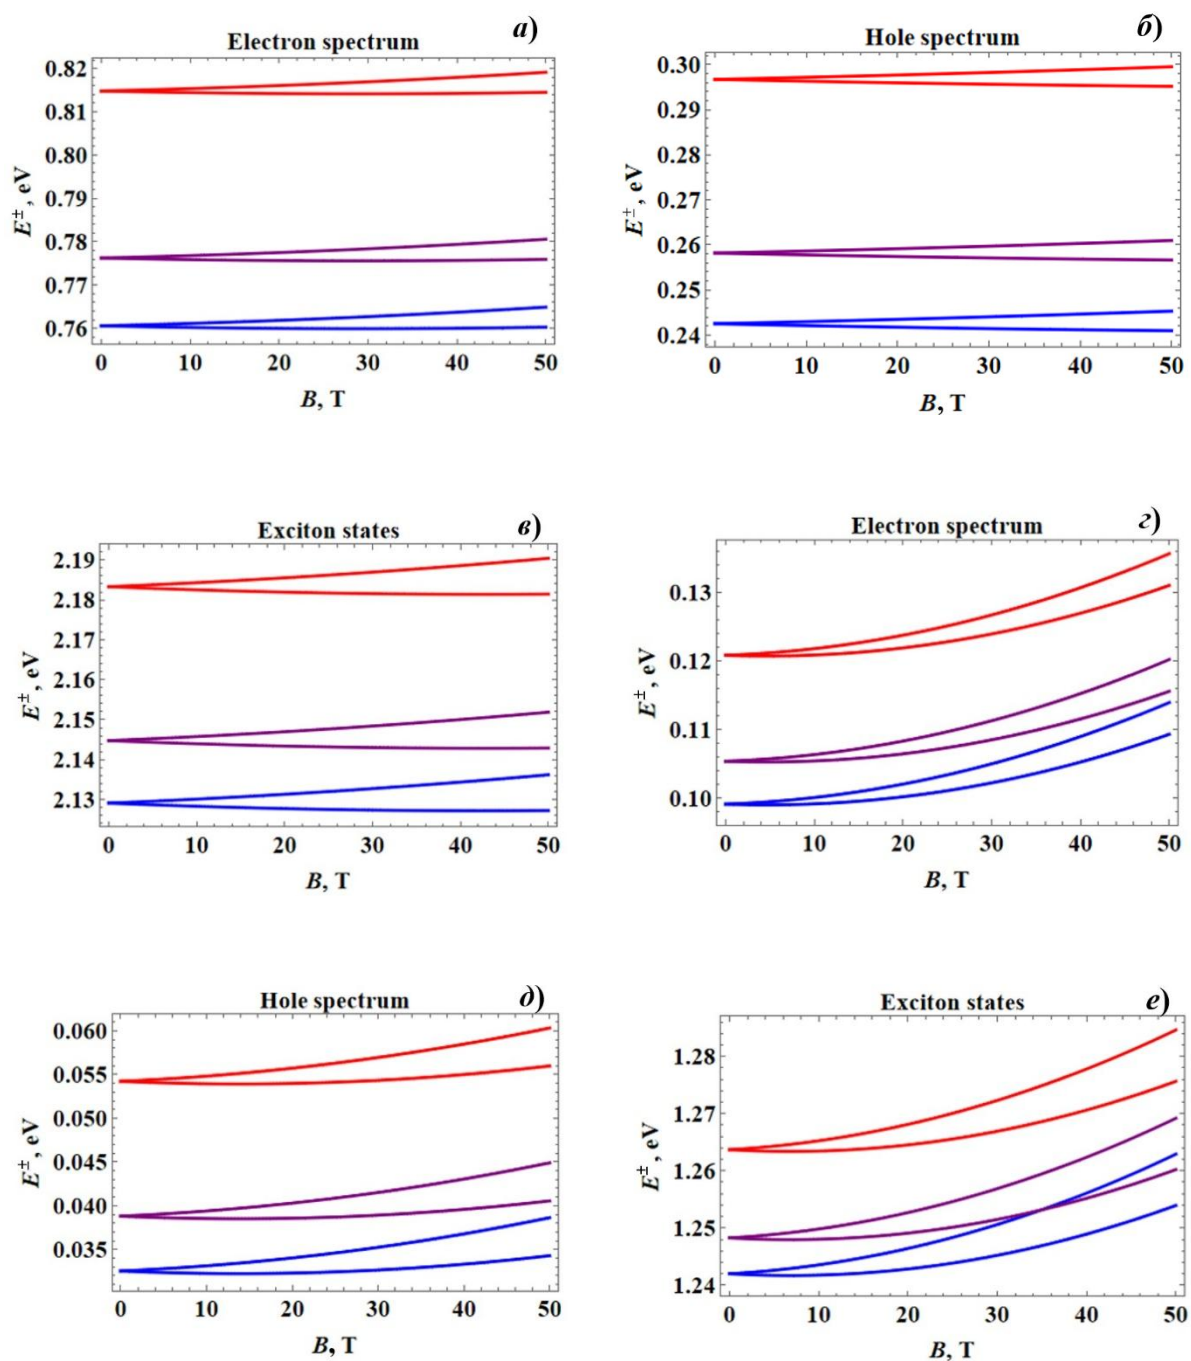 а)
Electron spectrum
0.82
0.81
0.80
0.79
0.78
0.77
0.76
E±, eV
0 10 20 30 40 50
B, T
б)
Hole spectrum
0.30
0.29
0.28
0.27
0.26
0.25
0.24
E±, eV
0 10 20 30 40 50
B, T
в)
Exciton states
2.19
2.18
2.17
2.16
2.15
2.14
2.13
E±, eV
0 10 20 30 40 50
B, T
г)
Electron spectrum
0.13
0.12
0.11
0.10
E±, eV
0 10 20 30 40 50
B, T
д)
Hole spectrum
0.060
0.055
0.050
0.045
0.040
0.035
E±, eV
0 10 20 30 40 50
B, T
е)
Exciton states
1.28
1.27
1.26
1.25
1.24
E±, eV
0 10 20 30 40 50
B, T